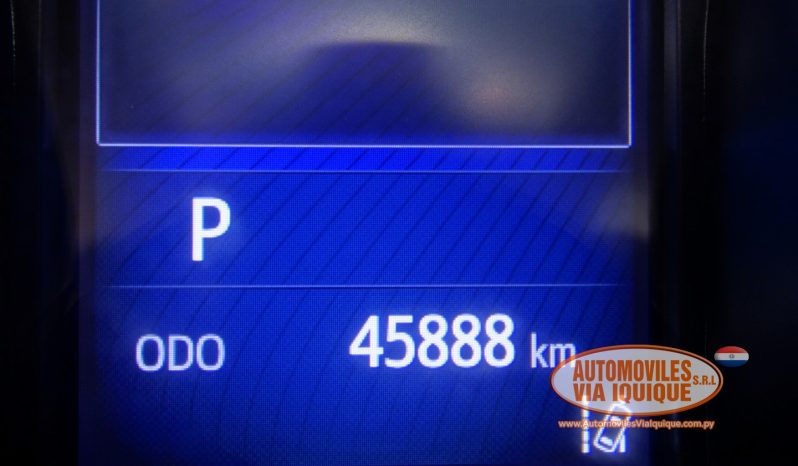 P
ODO 45888 km
AUTOMOVILES
VIA IQUIQUE S.R.L
www.AutomovilesViaIquique.com.py